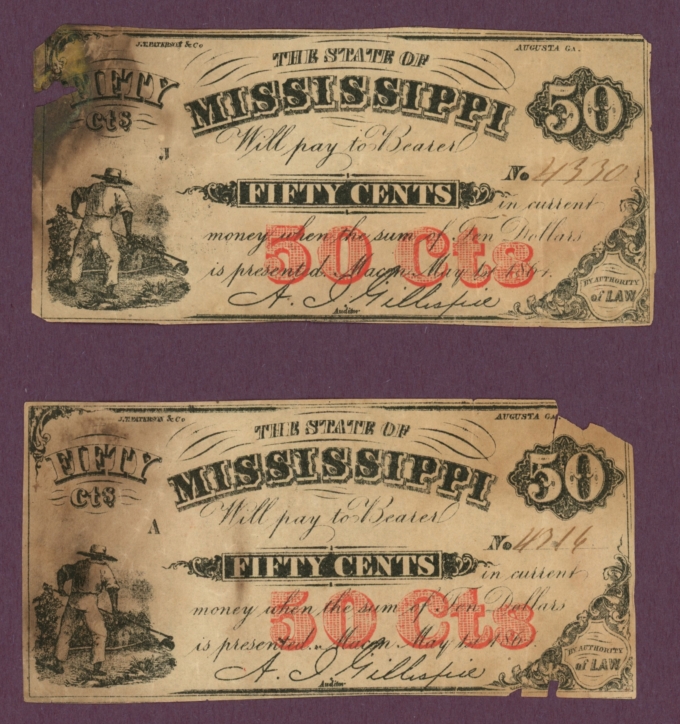 J.T. PATERSON & Co AUGUSTA GA.
THE STATE OF
FIFTY MISSISSIPPI 50
Cts
Will pay to Bearer
J No. 4330
FIFTY CENTS in current
50 Cts
money when the sum of Ten Dollars
is presented. Macon May 1st
A. J. Gillespie
Auditor
BY AUTHORITY
of LAW
J.T. PATERSON & Co AUGUSTA GA
THE STATE OF
FIFTY MISSISSIPPI 50
Cts
Will pay to Bearer
A No.
FIFTY CENTS in current
50 Cts
money when the sum of Ten Dollars
is presented. Macon May 1st 186
A. J. Gillespie
Auditor
BY AUTHORITY
of LAW